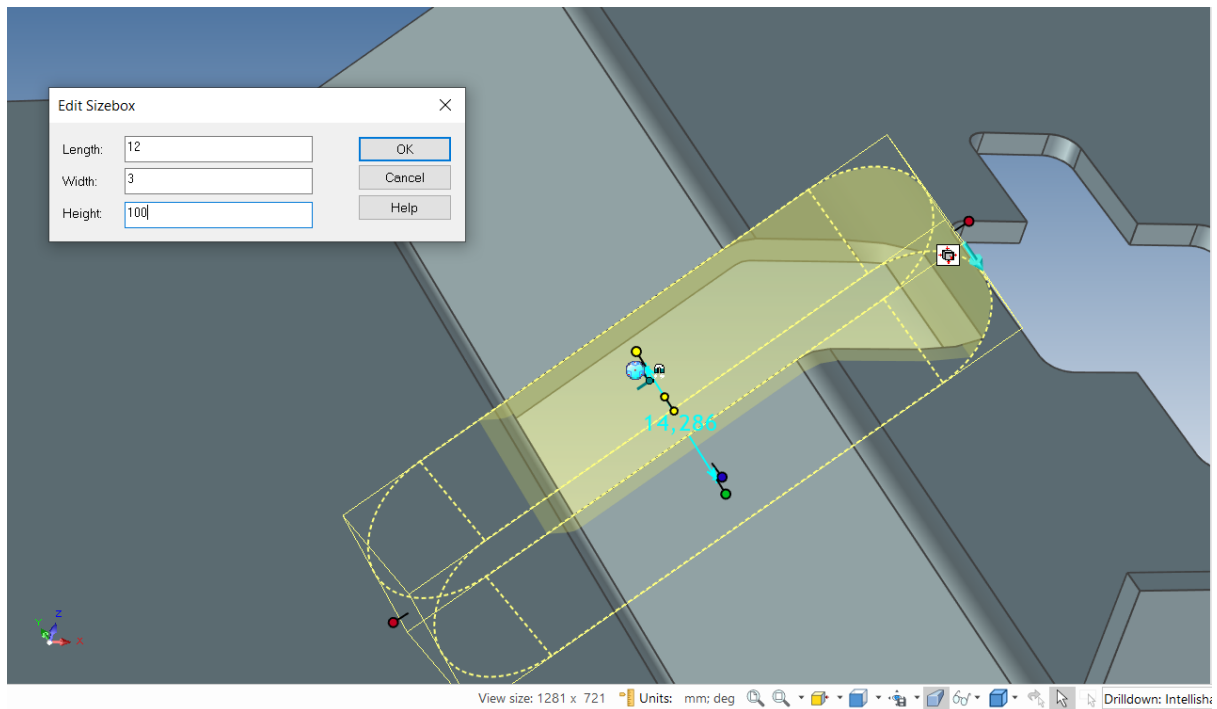 Edit Sizebox
Length: 12 OK
Width: 3 Cancel
Height: 100 Help
14,286
Z
Y
X
View size: 1281 x 721 Units: mm; deg Drilldown: Intellisha